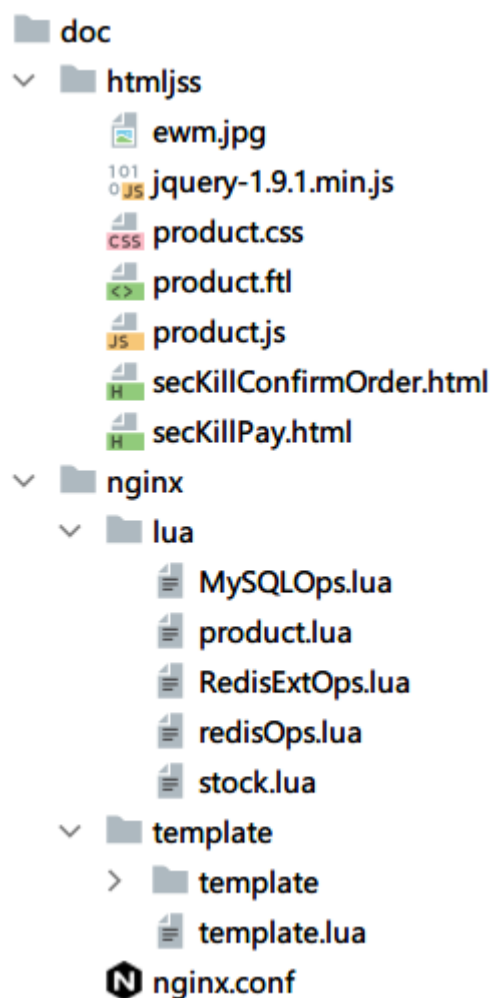 doc
htmljss
ewm.jpg
jquery-1.9.1.min.js
product.css
product.ftl
product.js
secKillConfirmOrder.html
secKillPay.html
nginx
lua
MySQLOps.lua
product.lua
RedisExtOps.lua
redisOps.lua
stock.lua
template
template
template.lua
nginx.conf